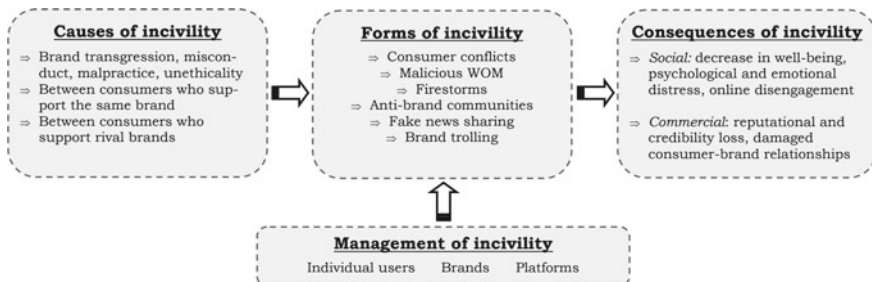 Causes of incivility
⇒ Brand transgression, miscon-
duct, malpractice, unethicality
⇒ Between consumers who sup-
port the same brand
⇒ Between consumers who
support rival brands
Forms of incivility
⇒ Consumer conflicts
⇒ Malicious WOM
⇒ Firestorms
⇒ Anti-brand communities
⇒ Fake news sharing
⇒ Brand trolling
Consequences of incivility
⇒ Social: decrease in well-being,
psychological and emotional
distress, online disengagement
⇒ Commercial: reputational and
credibility loss, damaged
consumer-brand relationships
Management of incivility
Individual users Brands Platforms